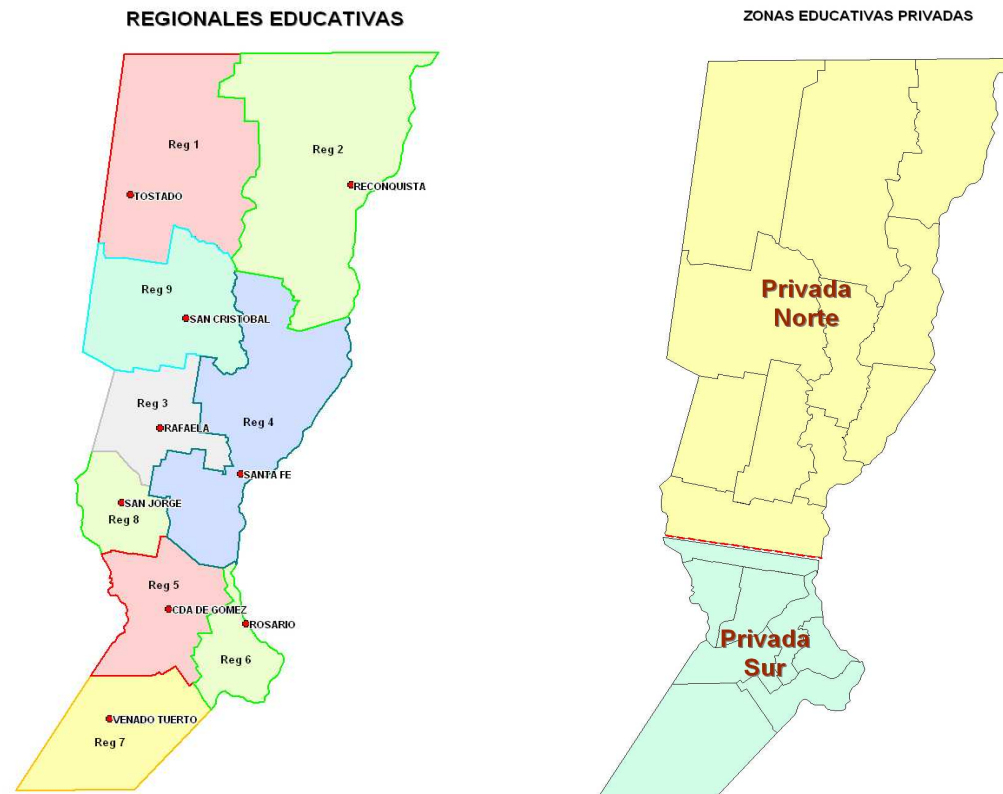 REGIONALES EDUCATIVAS
Reg 1
Reg 2
RECONQUISTA
TOSTADO
Reg 9
SAN CRISTOBAL
Reg 3
Reg 4
RAFAELA
SANTA FE
SAN JORGE
Reg 8
Reg 5
CDA DE GOMEZ
ROSARIO
Reg 6
VENADO TUERTO
Reg 7
ZONAS EDUCATIVAS PRIVADAS
Privada
Norte
Privada
Sur